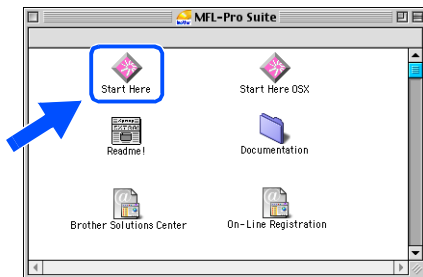 MFL-Pro Suite
Start Here
Start Here OSX
Readme!
Documentation
Brother Solutions Center
On-Line Registration